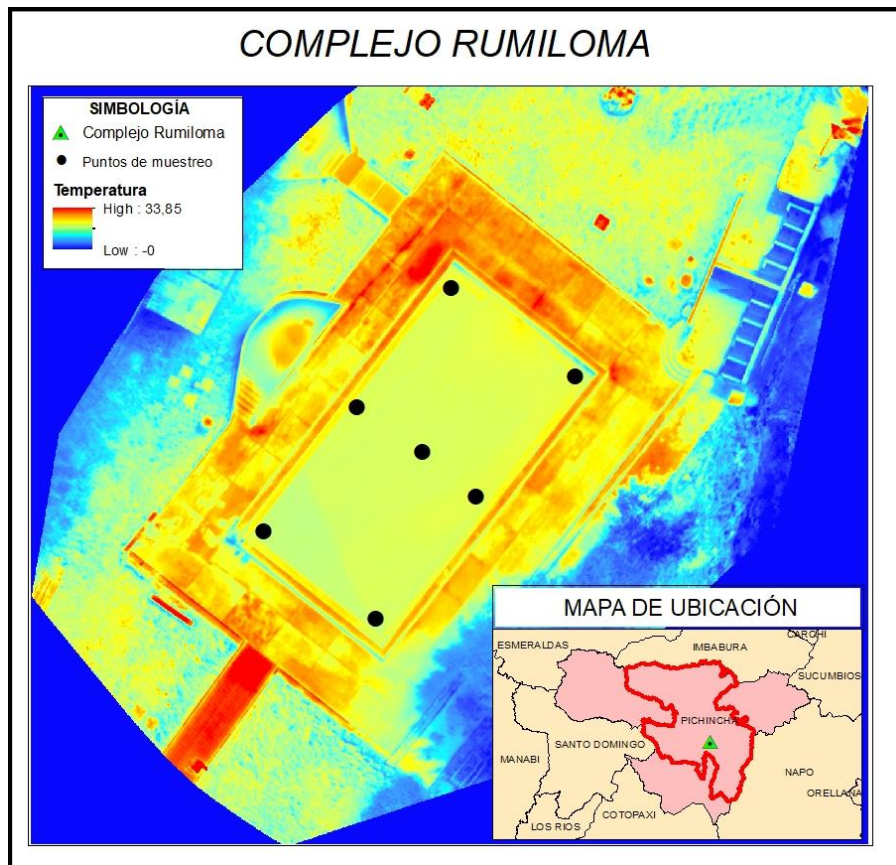 COMPLEJO RUMILOMA
SIMBOLOGÍA
Complejo Rumiloma
Puntos de muestreo
Temperatura
High : 33,85
Low : -0
MAPA DE UBICACIÓN
ESMERALDAS
IMBABURA
CARCHI
SUCUMBIOS
PICHINCHA
SANTO DOMINGO
MANABI
NAPO
ORELLANA
COTOPAXI
LOS RIOS